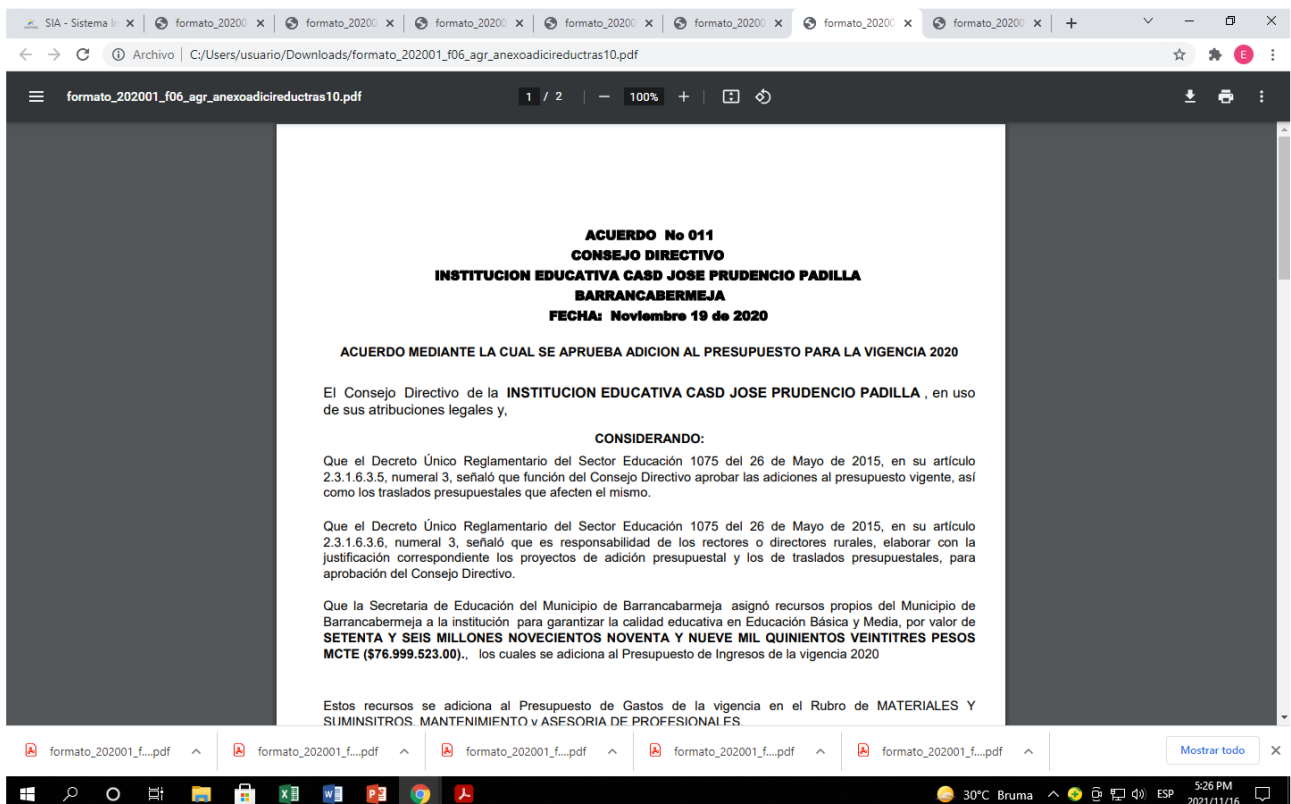 SIA - Sistema In
formato_20200
formato_20200
formato_20200
formato_20200
formato_20200
formato_20200
formato_20200
Archivo | C:/Users/usuario/Downloads/formato_202001_f06_agr_anexoadicireductras10.pdf
E
formato_202001_f06_agr_anexoadicireductras10.pdf
1 / 2
100%
ACUERDO No 011
CONSEJO DIRECTIVO
INSTITUCION EDUCATIVA CASD JOSE PRUDENCIO PADILLA
BARRANCABERMEJA
FECHA: Noviembre 19 de 2020
ACUERDO MEDIANTE LA CUAL SE APRUEBA ADICION AL PRESUPUESTO PARA LA VIGENCIA 2020
El Consejo Directivo de la INSTITUCION EDUCATIVA CASD JOSE PRUDENCIO PADILLA , en uso
de sus atribuciones legales y,
CONSIDERANDO:
Que el Decreto Único Reglamentario del Sector Educación 1075 del 26 de Mayo de 2015, en su artículo
2.3.1.6.3.5, numeral 3, señaló que función del Consejo Directivo aprobar las adiciones al presupuesto vigente, así
como los traslados presupuestales que afecten el mismo.
Que el Decreto Único Reglamentario del Sector Educación 1075 del 26 de Mayo de 2015, en su artículo
2.3.1.6.3.6, numeral 3, señaló que es responsabilidad de los rectores o directores rurales, elaborar con la
justificación correspondiente los proyectos de adición presupuestal y los de traslados presupuestales, para
aprobación del Consejo Directivo.
Que la Secretaria de Educación del Municipio de Barrancabarmeja asignó recursos propios del Municipio de
Barrancabermeja a la institución para garantizar la calidad educativa en Educación Básica y Media, por valor de
SETENTA Y SEIS MILLONES NOVECIENTOS NOVENTA Y NUEVE MIL QUINIENTOS VEINTITRES PESOS
MCTE ($76.999.523.00)., los cuales se adiciona al Presupuesto de Ingresos de la vigencia 2020
Estos recursos se adiciona al Presupuesto de Gastos de la vigencia en el Rubro de MATERIALES Y
SUMINSITROS, MANTENIMIENTO y ASESORIA DE PROFESIONALES.
formato_202001_f....pdf
formato_202001_f....pdf
formato_202001_f....pdf
formato_202001_f....pdf
formato_202001_f....pdf
Mostrar todo
30°C Bruma
ESP
5:26 PM
2021/11/16